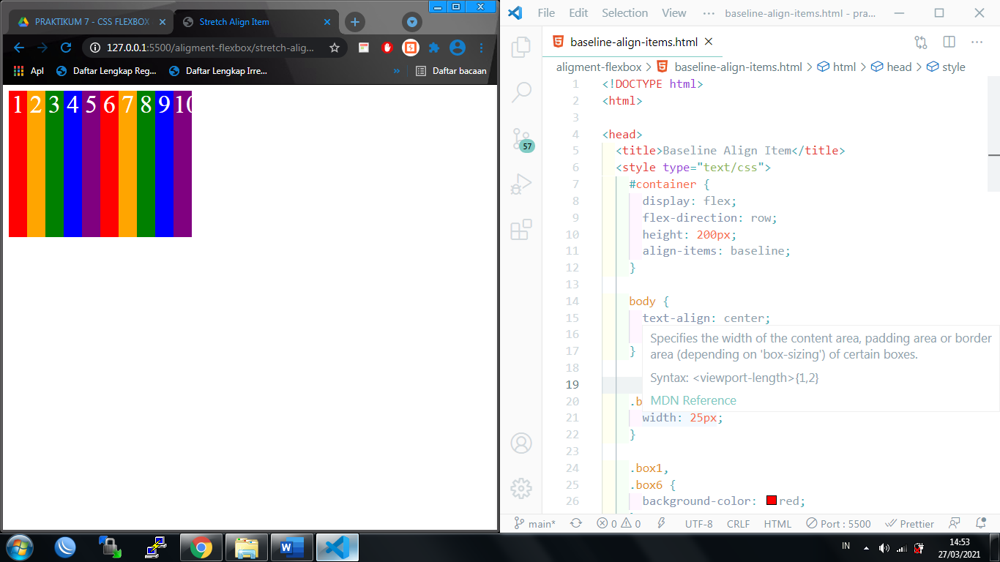 PRAKTIKUM 7 - CSS FLEXBOX
Stretch Align Item
127.0.0.1:5500/aligment-flexbox/stretch-alig...
Apl
Daftar Lengkap Reg...
Daftar Lengkap Irre...
»
Daftar bacaan
1 2 3 4 5 6 7 8 9 10
File Edit Selection View ··· baseline-align-items.html - pra...
baseline-align-items.html
aligment-flexbox > baseline-align-items.html > html > head > style
57
1 <!DOCTYPE html>
2 <html>
3
4 <head>
5 <title>Baseline Align Item</title>
6 <style type="text/css">
7 #container {
8 display: flex;
9 flex-direction: row;
10 height: 200px;
11 align-items: baseline;
12 }
13
14 body {
15 text-align: center;
16
17 }
18
19
20 .b
21 width: 25px;
22 }
23
24 .box1,
25 .box6 {
26 background-color: red;
Specifies the width of the content area, padding area or border
area (depending on 'box-sizing') of certain boxes.
Syntax: <viewport-length>{1,2}
MDN Reference
main* 0 0 UTF-8 CRLF HTML Port : 5500 Prettier
IN
14:53
27/03/2021